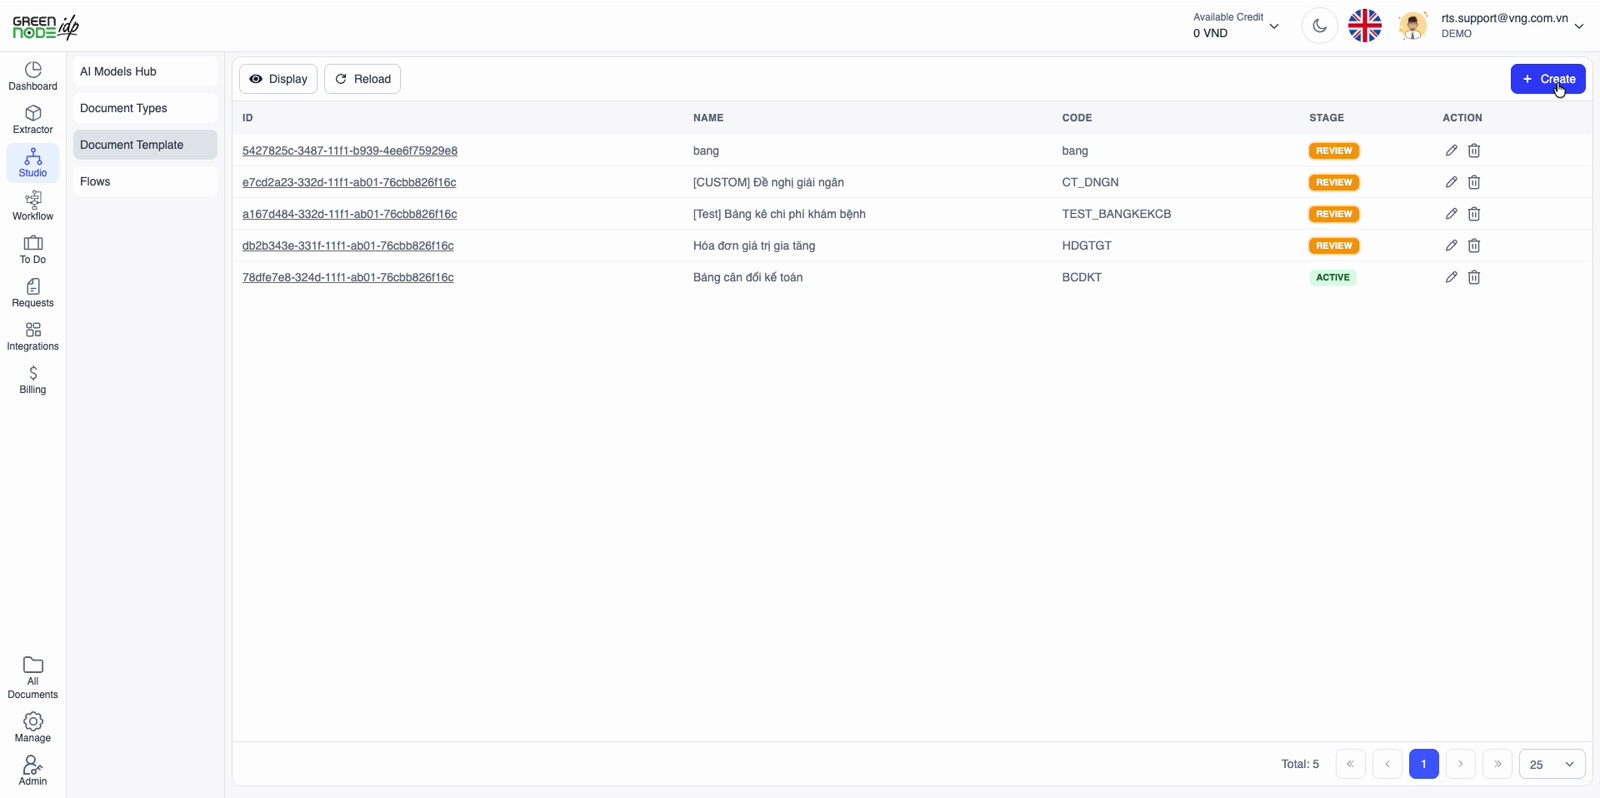 GREEN NODE idp
Available Credit
0 VND
rts.support@vng.com.vn
DEMO
Dashboard
Extractor
Studio
Workflow
To Do
Requests
Integrations
Billing
All Documents
Manage
Admin
AI Models Hub
Document Types
Document Template
Flows
Display Reload + Create
ID NAME CODE STAGE ACTION
5427825c-3487-11f1-b939-4ee6f75929e8 bang bang REVIEW
e7cd2a23-332d-11f1-ab01-76cbb826f16c [CUSTOM] Đề nghị giải ngân CT_DNGN REVIEW
a167d484-332d-11f1-ab01-76cbb826f16c [Test] Bảng kê chi phí khám bệnh TEST_BANGKEKCB REVIEW
db2b343e-331f-11f1-ab01-76cbb826f16c Hóa đơn giá trị gia tăng HDGTGT REVIEW
78dfe7e8-324d-11f1-ab01-76cbb826f16c Bảng cân đối kế toán BCDKT ACTIVE
Total: 5 « ‹ 1 › » 25